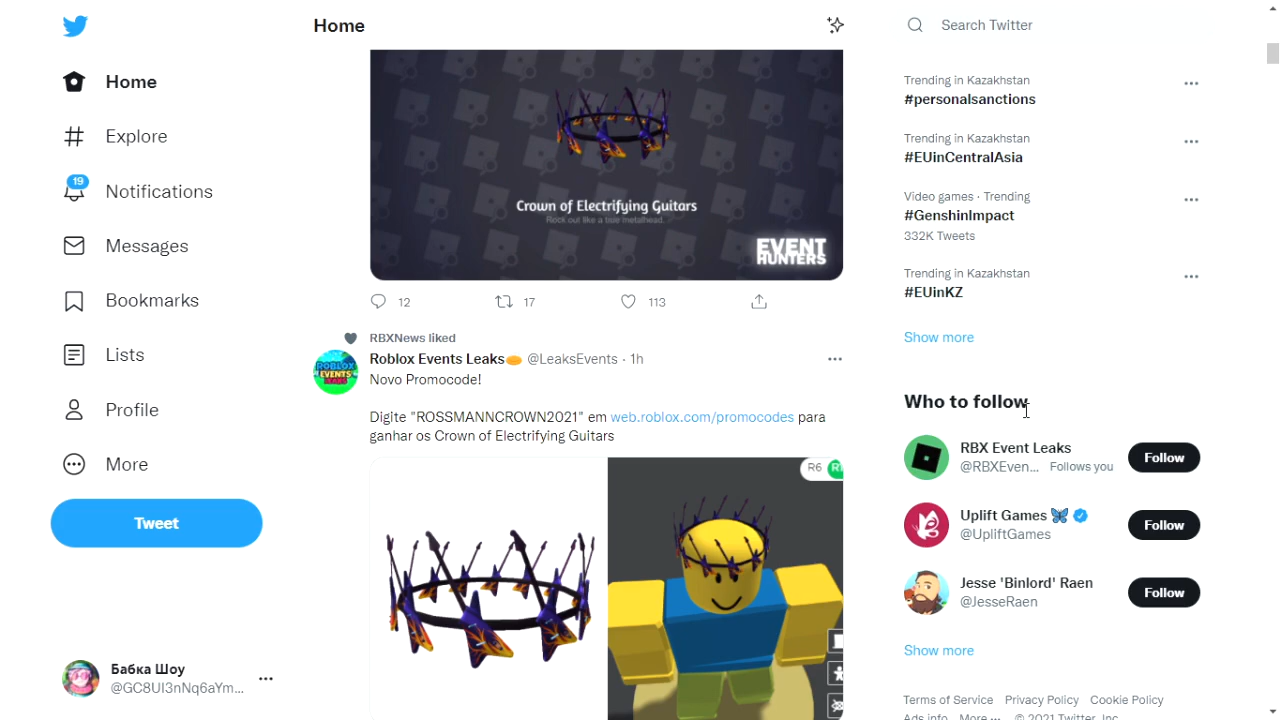 Home
Explore
19
Notifications
Messages
Bookmarks
Lists
Profile
More
Tweet
Бабка Шоу
@GC8UI3nNq6aYm...
Home
Crown of Electrifying Guitars
Rock out like a true metalhead.
EVENT
HUNTERS
12
17
113
RBXNews liked
ROBLOX
EVENTS
LEAKS
Roblox Events Leaks @LeaksEvents · 1h
Novo Promocode!
Digite "ROSSMANNCROWN2021" em web.roblox.com/promocodes para
ganhar os Crown of Electrifying Guitars
R6
Search Twitter
Trending in Kazakhstan
#personalsanctions
Trending in Kazakhstan
#EUinCentralAsia
Video games · Trending
#GenshinImpact
332K Tweets
Trending in Kazakhstan
#EUinKZ
Show more
Who to follow
RBX Event Leaks
@RBXEven... Follows you
Follow
Uplift Games
@UpliftGames
Follow
Jesse 'Binlord' Raen
@JesseRaen
Follow
Show more
Terms of Service Privacy Policy Cookie Policy
Ads info More ... © 2021 Twitter, Inc.